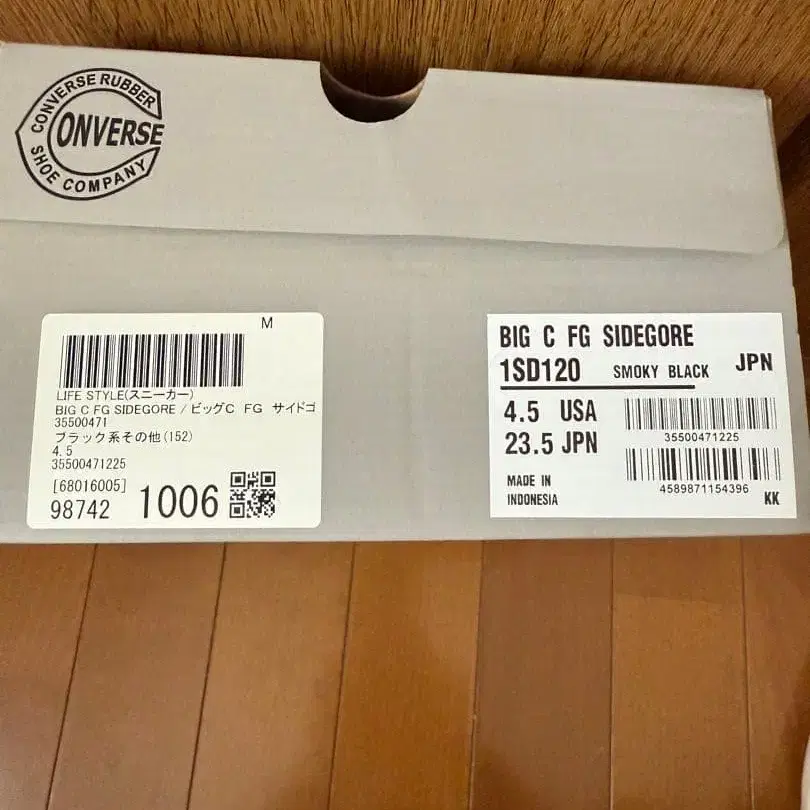 CONVERSE RUBBER
CONVERSE
SHOE COMPANY
M
LIFE STYLE(スニーカー)
BIG C FG SIDEGORE / ビッグC FG サイドゴ
35500471
ブラック系その他(152)
4.5
35500471225
[68016005]
98742 1006
BIG C FG SIDEGORE
1SD120 SMOKY BLACK JPN
4.5 USA
23.5 JPN
35500471225
MADE IN
INDONESIA
4589871154396
KK